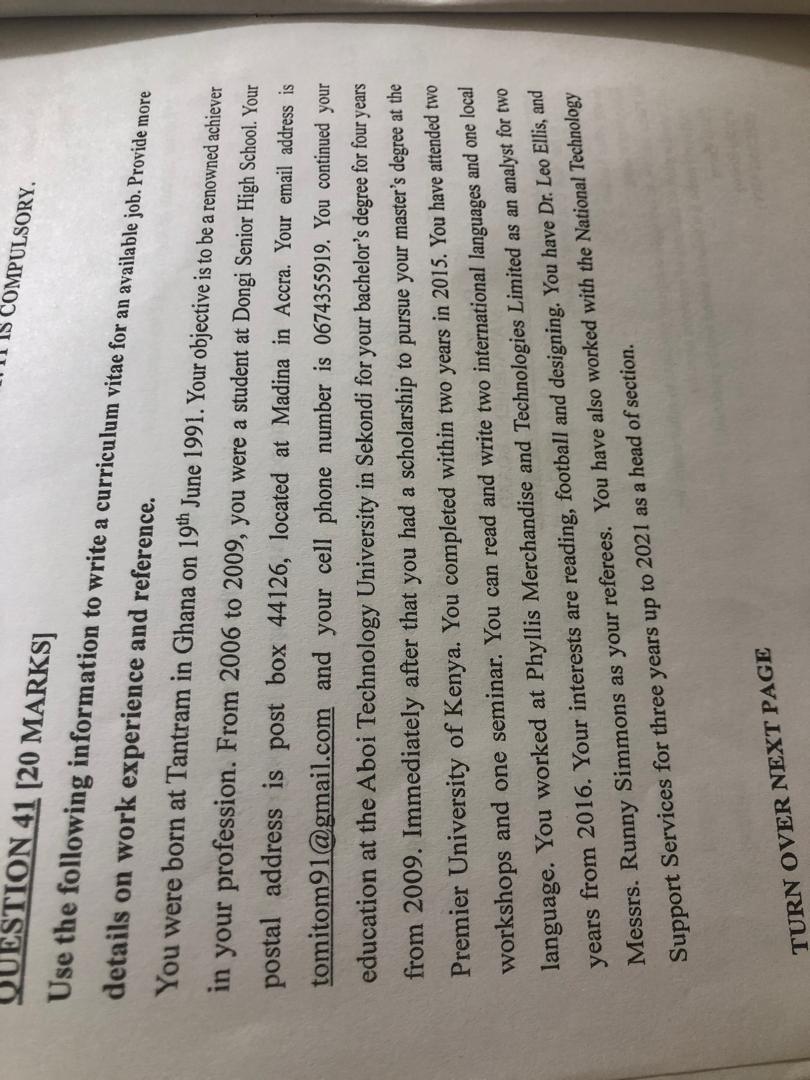 IT IS COMPULSORY.
QUESTION 41 [20 MARKS]
Use the following information to write a curriculum vitae for an available job. Provide more
details on work experience and reference.
You were born at Tantram in Ghana on 19th June 1991. Your objective is to be a renowned achiever
in your profession. From 2006 to 2009, you were a student at Dongi Senior High School. Your
postal address is post box 44126, located at Madina in Accra. Your email address is
tomitom91@gmail.com and your cell phone number is 0674355919. You continued your
education at the Aboi Technology University in Sekondi for your bachelor's degree for four years
from 2009. Immediately after that you had a scholarship to pursue your master's degree at the
Premier University of Kenya. You completed within two years in 2015. You have attended two
workshops and one seminar. You can read and write two international languages and one local
language. You worked at Phyllis Merchandise and Technologies Limited as an analyst for two
years from 2016. Your interests are reading, football and designing. You have Dr. Leo Ellis, and
Messrs. Runny Simmons as your referees. You have also worked with the National Technology
Support Services for three years up to 2021 as a head of section.
TURN OVER NEXT PAGE